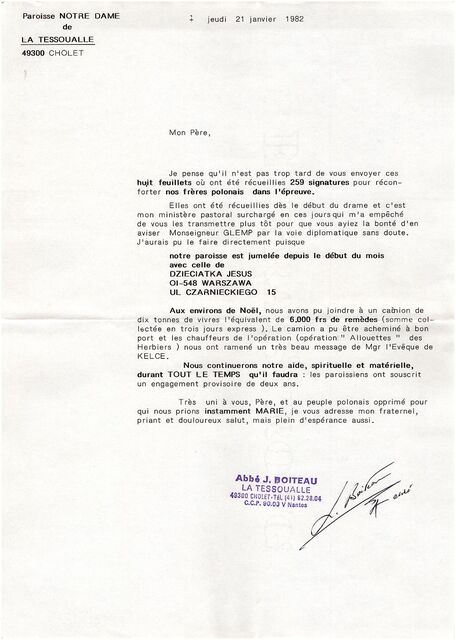 Paroisse NOTRE DAME
de
LA TESSOUALLE
49300 CHOLET
jeudi 21 janvier 1982
Mon Père,
Je pense qu'il n'est pas trop tard de vous envoyer ces
huit feuillets où ont été recueillies 259 signatures pour récon-
forter nos frères polonais dans l'épreuve.
Elles ont été recueillies dès le début du drame et c'est
mon ministère pastoral surchargé en ces jours qui m'a empêché
de vous les transmettre plus tôt pour que vous ayiez la bonté d'en
aviser Monseigneur GLEMP par la voie diplomatique sans doute.
J'aurais pu le faire directement puisque
notre paroisse est jumelée depuis le début du mois
avec celle de
DZIECIATKA JESUS
OI-548 WARSZAWA
UL CZARNIECKIEGO 15
Aux environs de Noël, nous avons pu joindre à un camion de
dix tonnes de vivres l'équivalent de 6,000 frs de remèdes (somme col-
lectée en trois jours express ). Le camion a pu être acheminé à bon
port et les chauffeurs de l'opération (opération " Allouettes " des
Herbiers ) nous ont ramené un très beau message de Mgr l'Evêque de
KELCE.
Nous continuerons notre aide, spirituelle et matérielle,
durant TOUT LE TEMPS qu'il faudra : les paroissiens ont souscrit
un engagement provisoire de deux ans.
Très uni à vous, Père, et au peuple polonais opprimé pour
qui nous prions instamment MARIE, je vous adresse mon fraternel,
priant et douloureux salut, mais plein d'espérance aussi.
Abbé J. BOITEAU
LA TESSOUALLE
49300 CHOLET-Tél. (41) 62.28.04
C.C.P. 90.03 V Nantes
J. Boiteau
curé